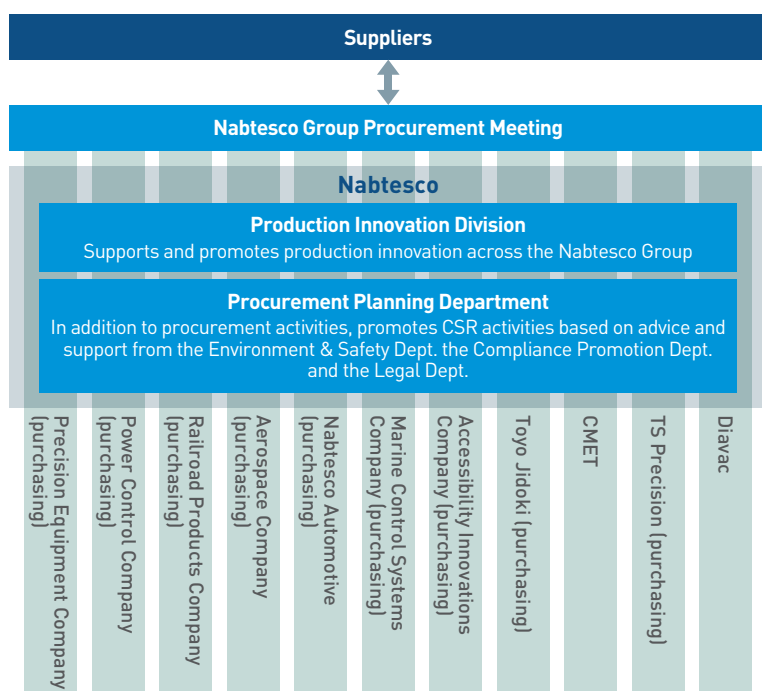 Suppliers
Nabtesco Group Procurement Meeting
Nabtesco
Production Innovation Division
Supports and promotes production innovation across the Nabtesco Group
Procurement Planning Department
In addition to procurement activities, promotes CSR activities based on advice and
support from the Environment & Safety Dept. the Compliance Promotion Dept.
and the Legal Dept.
Precision Equipment Company
(purchasing)
Power Control Company
(purchasing)
Railroad Products Company
(purchasing)
Aerospace Company
(purchasing)
Nabtesco Automotive
(purchasing)
Marine Control Systems
Company (purchasing)
Accessibility Innovations
Company (purchasing)
Toyo Jidoki (purchasing)
CMET
TS Precision (purchasing)
Diavac